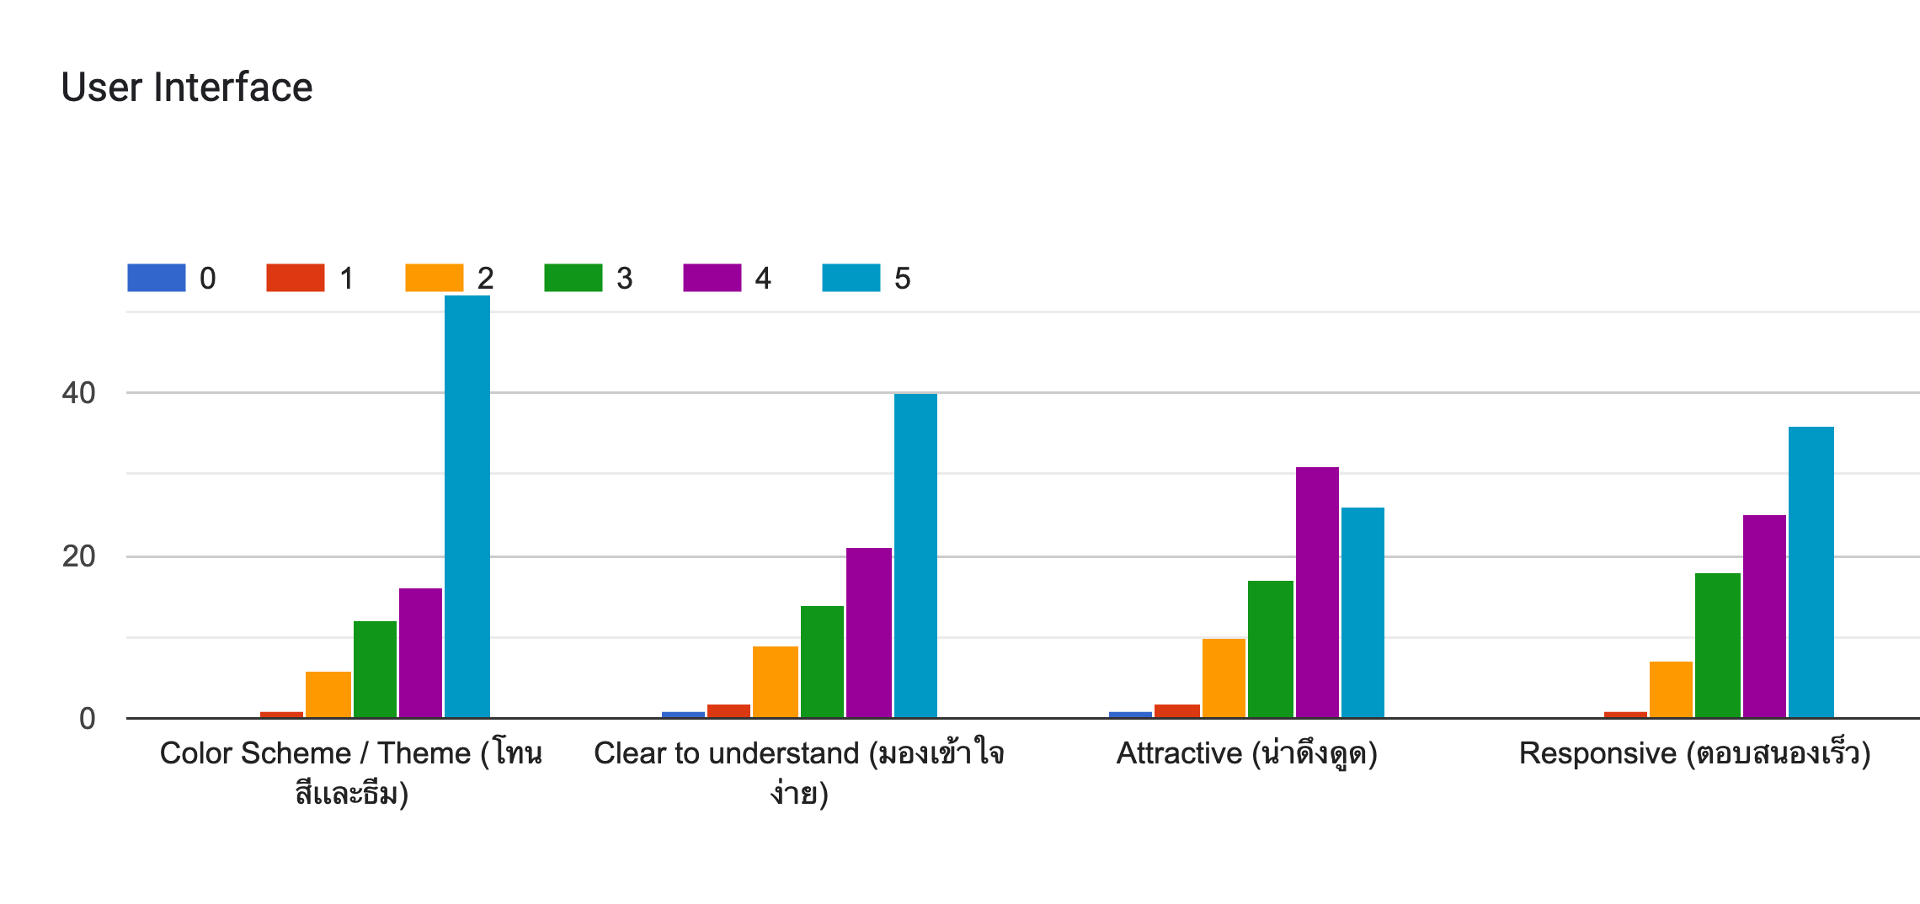 User Interface
0 1 2 3 4 5
40
20
0
Color Scheme / Theme (โทน
สีและธีม)
Clear to understand (มองเข้าใจ
ง่าย)
Attractive (น่าดึงดูด)
Responsive (ตอบสนองเร็ว)